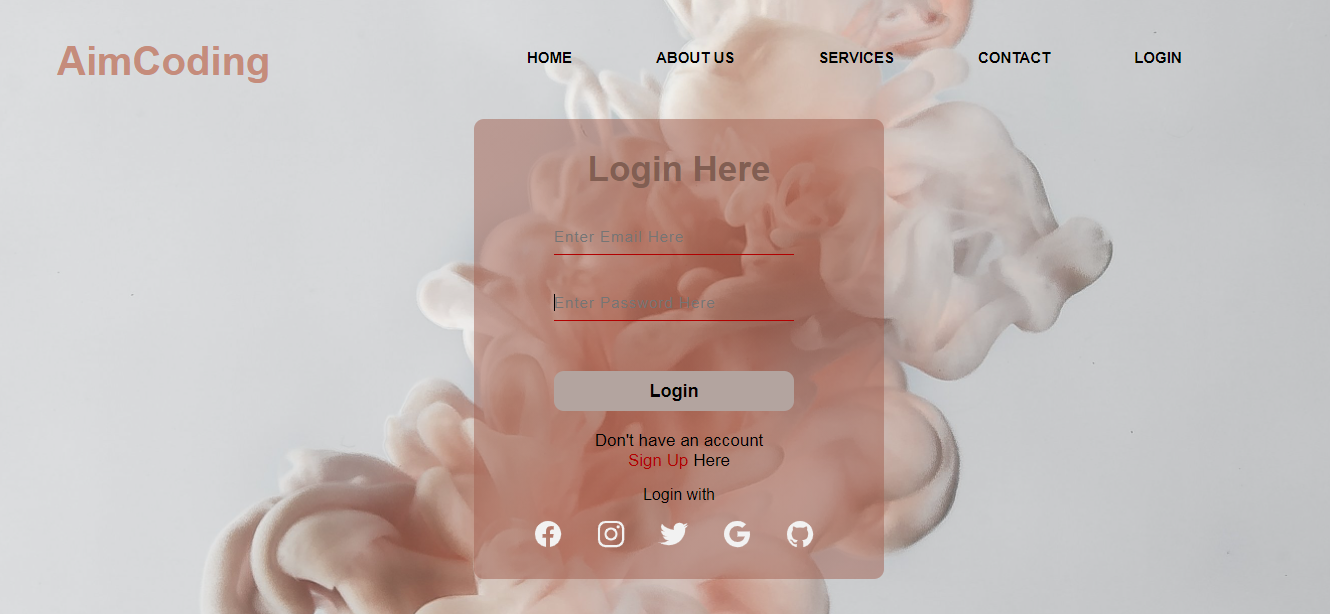 AimCoding
HOME ABOUT US SERVICES CONTACT LOGIN
Login Here
Enter Email Here
Enter Password Here
Login
Don't have an account
Sign Up Here
Login with